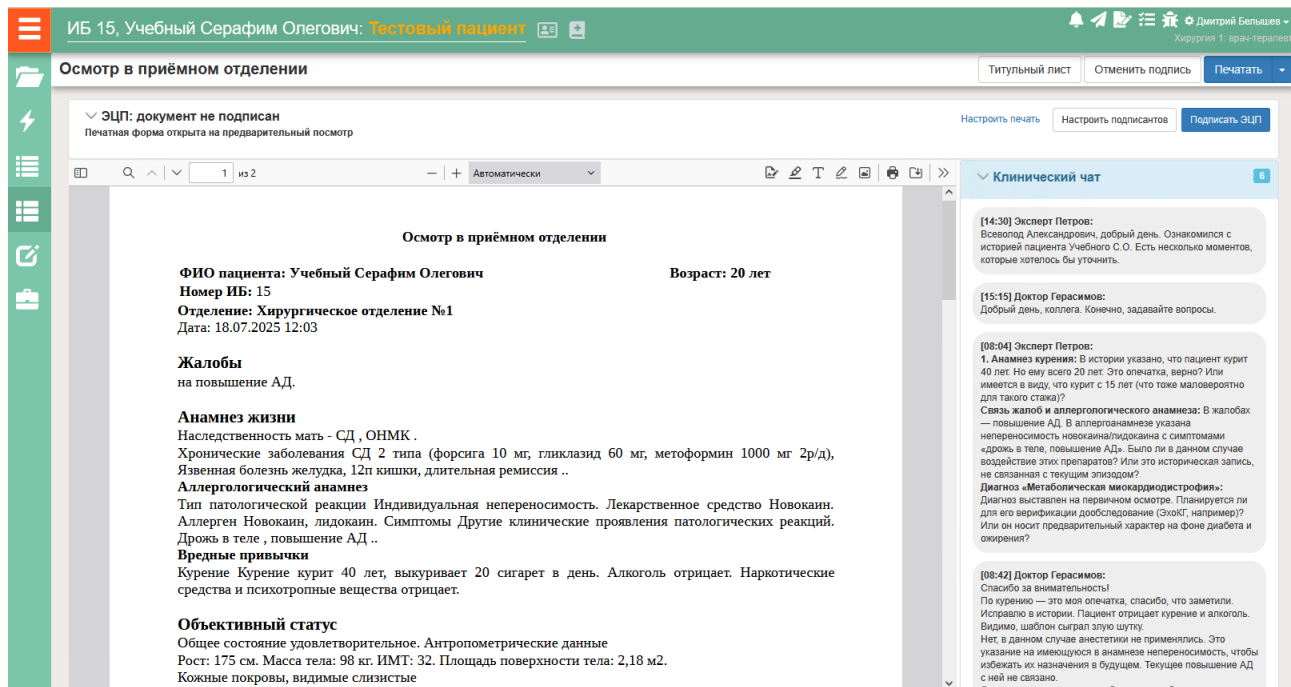 ИБ 15, Учебный Серафим Олегович: Тестовый пациент
Дмитрий Белышев
Хирургия 1: врач-терапевт
Осмотр в приёмном отделении
Титульный лист
Отменить подпись
Печатать
ЭЦП: документ не подписан
Печатная форма открыта на предварительный посмотр
Настроить печать
Настроить подписантов
Подписать ЭЦП
1 из 2
Автоматически
Осмотр в приёмном отделении
ФИО пациента: Учебный Серафим Олегович Возраст: 20 лет
Номер ИБ: 15
Отделение: Хирургическое отделение №1
Дата: 18.07.2025 12:03
Жалобы
на повышение АД.
Анамнез жизни
Наследственность мать - СД , ОНМК .
Хронические заболевания СД 2 типа (форсига 10 мг, гликлазид 60 мг, метоформин 1000 мг 2р/д),
Язвенная болезнь желудка, 12п кишки, длительная ремиссия ..
Аллергологический анамнез
Тип патологической реакции Индивидуальная непереносимость. Лекарственное средство Новокаин.
Аллерген Новокаин, лидокаин. Симптомы Другие клинические проявления патологических реакций.
Дрожь в теле , повышение АД ..
Вредные привычки
Курение Курение курит 40 лет, выкуривает 20 сигарет в день. Алкоголь отрицает. Наркотические
средства и психотропные вещества отрицает.
Объективный статус
Общее состояние удовлетворительное. Антропометрические данные
Рост: 175 см. Масса тела: 98 кг. ИМТ: 32. Площадь поверхности тела: 2,18 м2.
Кожные покровы, видимые слизистые
Клинический чат
6
[14:30] Эксперт Петров:
Всеволод Александрович, добрый день. Ознакомился с
историей пациента Учебного С.О. Есть несколько моментов,
которые хотелось бы уточнить.
[15:15] Доктор Герасимов:
Добрый день, коллега. Конечно, задавайте вопросы.
[08:04] Эксперт Петров:
1. Анамнез курения: В истории указано, что пациент курит
40 лет. Но ему всего 20 лет. Это опечатка, верно? Или
имеется в виду, что курит с 15 лет (что тоже маловероятно
для такого стажа)?
Связь жалоб и аллергологического анамнеза: В жалобах
— повышение АД. В аллергоанамнезе указана
непереносимость новокаина/лидокаина с симптомами
«дрожь в теле, повышение АД». Было ли в данном случае
воздействие этих препаратов? Или это историческая запись,
не связанная с текущим эпизодом?
Диагноз «Метаболическая миокардиодистрофия»:
Диагноз выставлен на первичном осмотре. Планируется ли
для его верификации дообследование (ЭхоКГ, например)?
Или он носит предварительный характер на фоне диабета и
ожирения?
[08:42] Доктор Герасимов:
Спасибо за внимательность!
По курению — это моя опечатка, спасибо, что заметили.
Исправлю в истории. Пациент отрицает курение и алкоголь.
Видимо, шаблон сыграл злую шутку.
Нет, в данном случае анестетики не применялись. Это
указание на имеющуюся в анамнезе непереносимость, чтобы
избежать их назначения в будущем. Текущее повышение АД
с ней не связано.